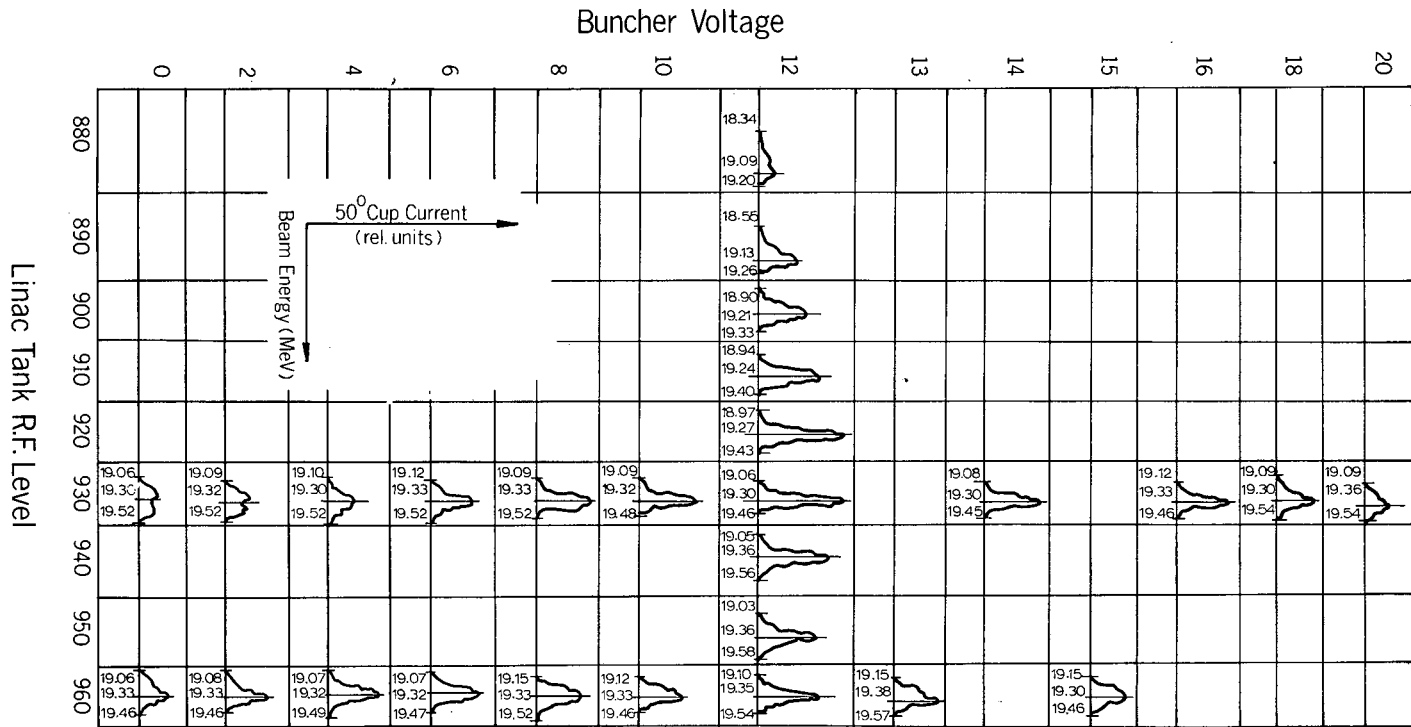 Buncher Voltage
0 2 4 6 8 10 12 13 14 15 16 18 20
Linac Tank R.F. Level
880
18.34
19.09
19.20
50° Cup Current
(rel. units)
Beam Energy (MeV)
890
18.55
19.13
19.26
900
18.90
19.21
19.33
910
18.94
19.24
19.40
920
18.97
19.27
19.43
930
19.06 19.09 19.10 19.12 19.09 19.09 19.06 19.08 19.12 19.09 19.09
19.30 19.32 19.30 19.33 19.33 19.32 19.30 19.30 19.33 19.30 19.36
19.52 19.52 19.52 19.52 19.52 19.48 19.46 19.45 19.46 19.54 19.54
940
19.05
19.36
19.56
950
19.03
19.36
19.58
960
19.06 19.08 19.07 19.07 19.15 19.12 19.10 19.15 19.15
19.33 19.33 19.32 19.32 19.33 19.33 19.35 19.38 19.30
19.46 19.46 19.49 19.47 19.52 19.46 19.54 19.57 19.46